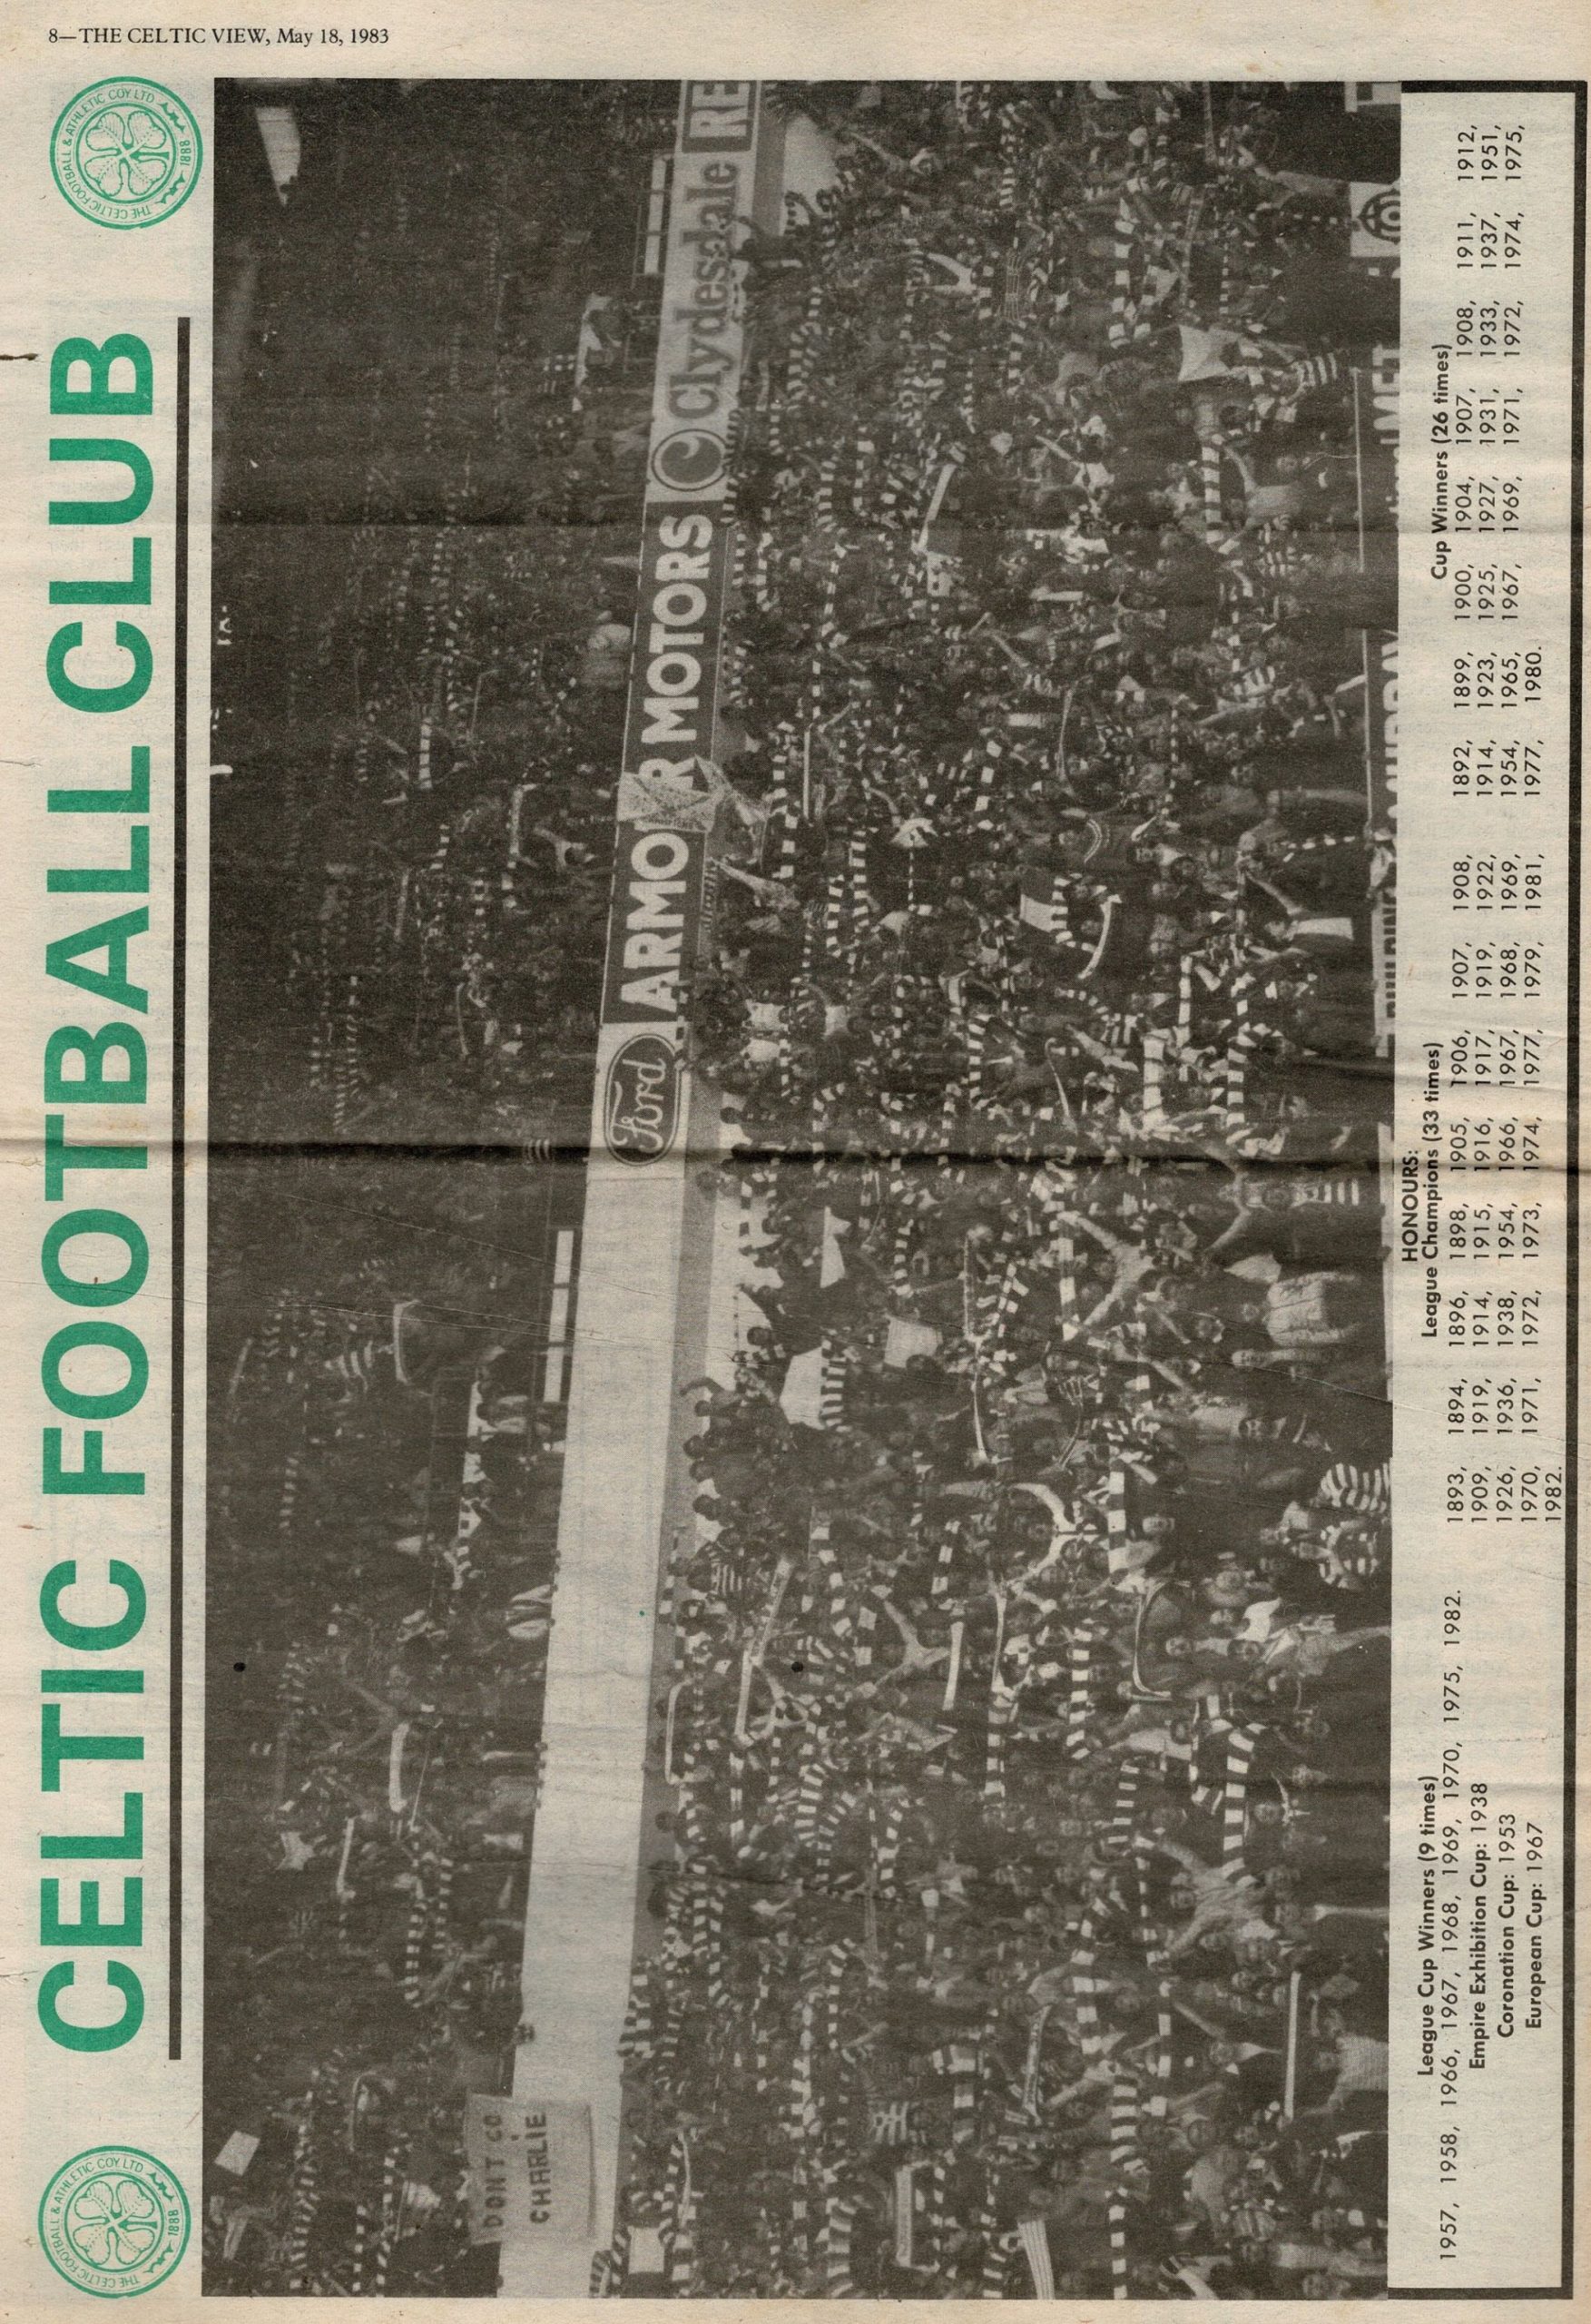 8—THE CELTIC VIEW, May 18, 1983
THE CELTIC FOOTBALL & ATHLETIC COY. LTD
1888
CELTIC FOOTBALL CLUB
THE CELTIC FOOTBALL & ATHLETIC COY. LTD
1888
DON'T GO
CHARLIE
Ford
ARMOR MOTORS
Clydesdale RE
HONOURS:
League Cup Winners (9 times)
1957, 1958, 1966, 1967, 1968, 1969, 1970, 1975, 1982.
Empire Exhibition Cup: 1938
Coronation Cup: 1953
European Cup: 1967
League Champions (33 times)
1893, 1894, 1896, 1898, 1905, 1906, 1907, 1908,
1909, 1919, 1914, 1915, 1916, 1917, 1919, 1922,
1926, 1936, 1938, 1954, 1966, 1967, 1968, 1969,
1970, 1971, 1972, 1973, 1974, 1977, 1979, 1981,
1982.
Cup Winners (26 times)
1892, 1899, 1900, 1904, 1907, 1908, 1911, 1912,
1914, 1923, 1925, 1927, 1931, 1933, 1937, 1951,
1954, 1965, 1967, 1969, 1971, 1972, 1974, 1975,
1977, 1980.